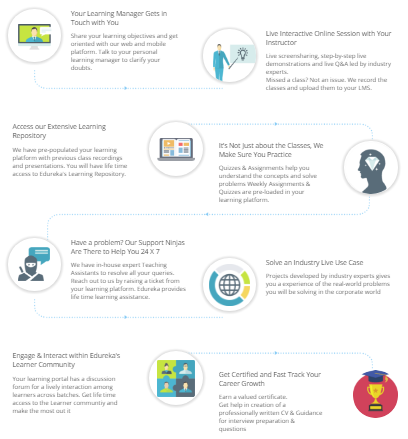 Your Learning Manager Gets in
Touch with You
Share your learning objectives and get
oriented with our web and mobile
platform. Talk to your personal
learning manager to clarify your
doubts.
Live Interactive Online Session with Your
Instructor
Live screensharing, step-by-step live
demonstrations and live Q&A led by industry
experts.
Missed a class? Not an issue. We record the
classes and upload them to your LMS.
Access our Extensive Learning
Repository
We have pre-populated your learning
platform with previous class recordings
and presentations. You will have life time
access to Edureka's Learning Repository.
It's Not Just about the Classes, We
Make Sure You Practice
Quizzes & Assignments help you
understand the concepts and solve
problems Weekly Assignments &
Quizzes are pre-loaded in your
learning platform.
Have a problem? Our Support Ninjas
Are There to Help You 24 X 7
We have in-house expert Teaching
Assistants to resolve all your queries.
Reach out to us by raising a ticket from
your learning platform. Edureka provides
life time learning assistance.
Solve an Industry Live Use Case
Projects developed by industry experts gives
you a experience of the real-world problems
you will be solving in the corporate world
Engage & Interact within Edureka's
Learner Community
Your learning portal has a discussion
forum for a lively interaction among
learners across batches. Get life time
access to the Learner communtiy and
make the most out it
Get Certified and Fast Track Your
Career Growth
Earn a valued certificate.
Get help in creation of a
professionally written CV & Guidance
for interview preparation &
questions